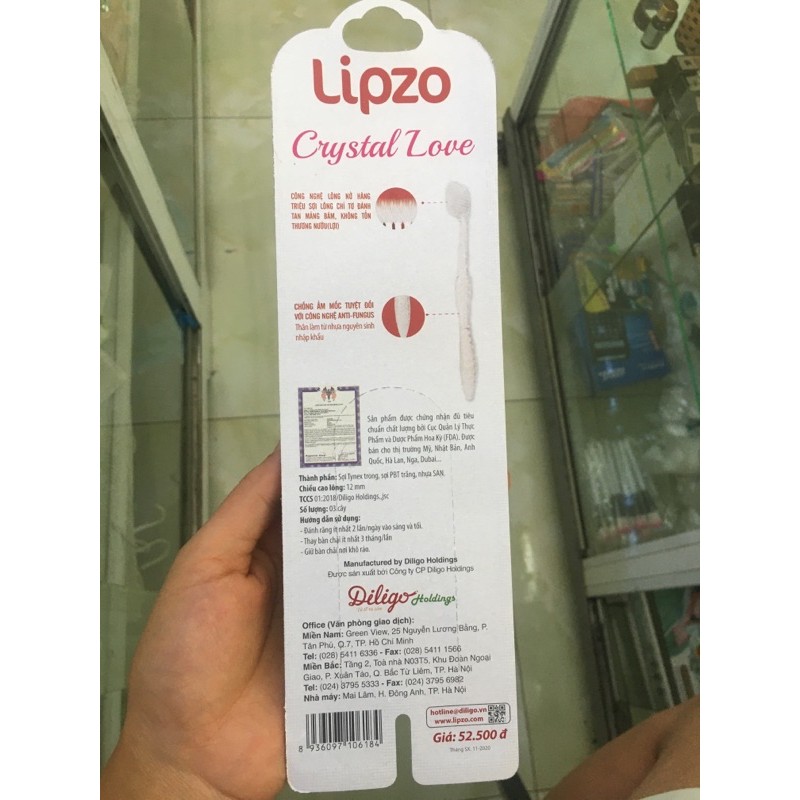 Lipzo
Crystal Love
CÔNG NGHỆ LÔNG NỞ HÀNG
TRIỆU SỢI LÔNG CHỈ TƠ ĐÁNH
TAN MẢNG BÁM, KHÔNG TỔN
THƯƠNG NƯỚU(LỢI)
CHỐNG ẨM MỐC TUYỆT ĐỐI
VỚI CÔNG NGHỆ ANTI-FUNGUS
Thân làm từ nhựa nguyên sinh
nhập khẩu
Sản phẩm được chứng nhận đủ tiêu
chuẩn chất lượng bởi Cục Quản Lý Thực
Phẩm và Dược Phẩm Hoa Kỳ (FDA). Được
bán cho thị trường Mỹ, Nhật Bản, Anh
Quốc, Hà Lan, Nga, Dubai...
Thành phần: Sợi Tynex trong, sợi PBT trắng, nhựa SAN.
Chiều cao lông: 12 mm
TCCS 01:2018/Diligo Holdings.,jsc
Số lượng: 03 cây
Hướng dẫn sử dụng:
- Đánh răng ít nhất 2 lần/ngày vào sáng và tối.
- Thay bàn chải ít nhất 3 tháng/lần
- Giữ bàn chải nơi khô ráo.
Manufactured by Diligo Holdings
Được sản xuất bởi Công ty CP Diligo Holdings
Diligo Holdings
Office (Văn phòng giao dịch):
Miền Nam: Green View, 25 Nguyễn Lương Bằng, P.
Tân Phú, Q.7, TP. Hồ Chí Minh
Tel: (028) 5411 6336 - Fax: (028) 5411 1566
Miền Bắc: Tầng 2, Toà nhà N03T5, Khu Đoàn Ngoại
Giao, P. Xuân Tảo, Q. Bắc Từ Liêm, TP. Hà Nội
Tel: (024) 3795 5333 - Fax: (024) 3795 6982
Nhà máy: Mai Lâm, H. Đông Anh, TP. Hà Nội
hotline@diligo.vn
www.lipzo.com
8 936097 106184
Giá: 52.500 đ